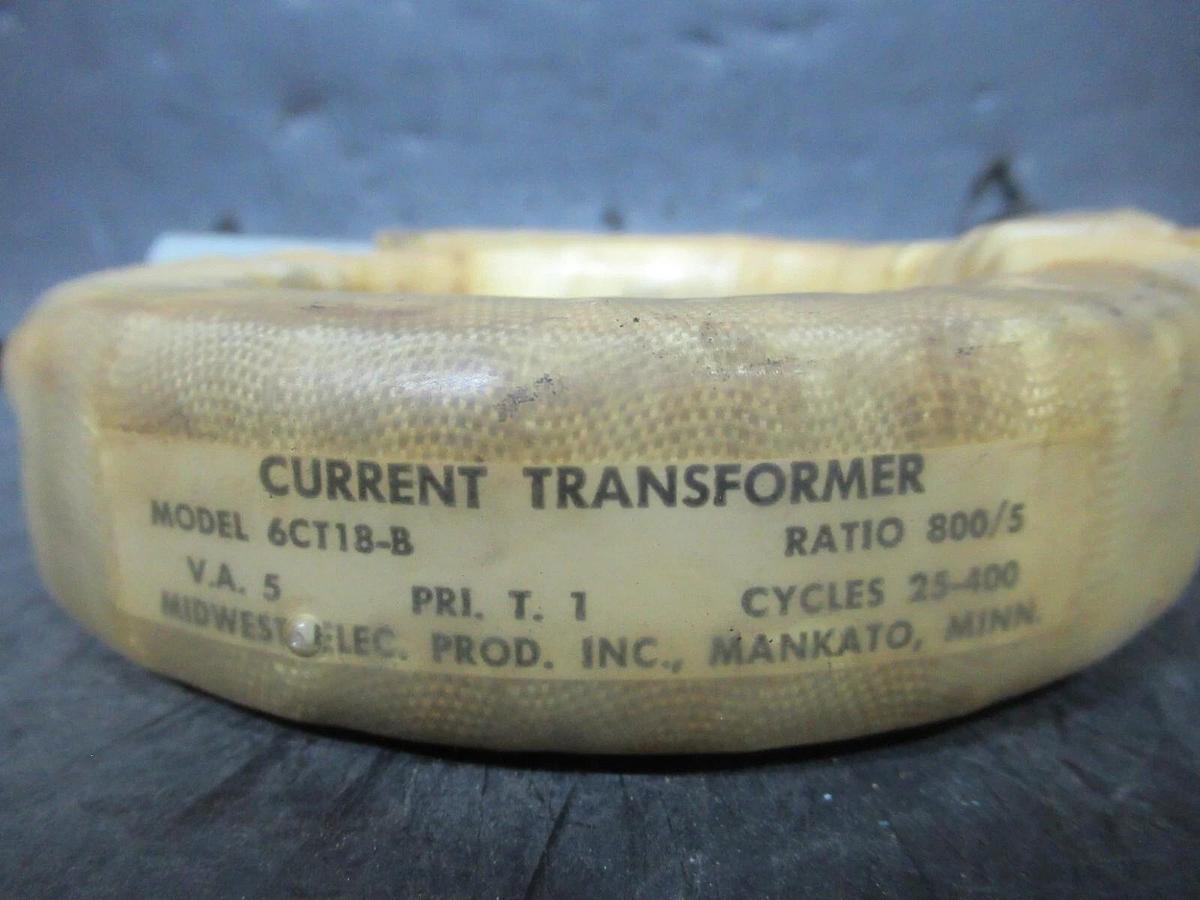 CURRENT TRANSFORMER
MODEL 6CT18-B RATIO 800/5
V.A. 5 PRI. T. 1 CYCLES 25-400
MIDWEST ELEC. PROD. INC., MANKATO, MINN.